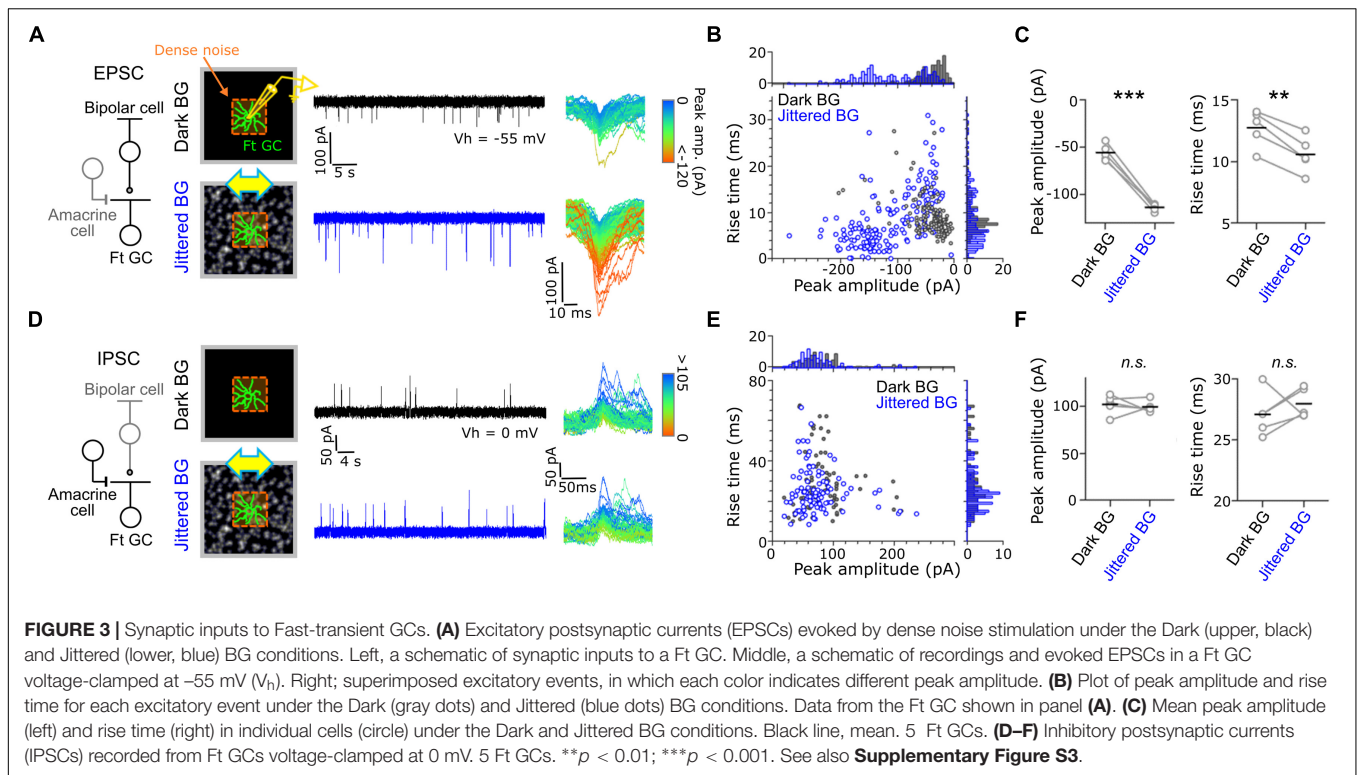 A
Dense noise
EPSC
Bipolar cell
Amacrine
cell
Ft GC
Dark BG
Ft GC
Jittered BG
100 pA
5 s
Vh = -55 mV
Peak amp. (pA)
0
<-120
100 pA
10 ms
B
20
10
0
Dark BG
Jittered BG
Rise time (ms)
40
30
20
10
0
-200
-100
0
Peak amplitude (pA)
0
20
C
Peak amplitude (pA)
0
-50
-100
***
Dark BG
Jittered BG
Rise time (ms)
15
10
5
**
Dark BG
Jittered BG
D
IPSC
Bipolar cell
Amacrine
cell
Ft GC
Dark BG
Jittered BG
50 pA
4 s
Vh = 0 mV
>105
0
50 pA
50ms
E
20
10
0
Dark BG
Jittered BG
Rise time (ms)
80
60
40
20
0
0
100
200
Peak amplitude (pA)
0
10
F
Peak amplitude (pA)
100
50
0
n.s.
Dark BG
Jittered BG
Rise time (ms)
30
25
20
n.s.
Dark BG
Jittered BG
FIGURE 3 | Synaptic inputs to Fast-transient GCs. (A) Excitatory postsynaptic currents (EPSCs) evoked by dense noise stimulation under the Dark (upper, black)
and Jittered (lower, blue) BG conditions. Left, a schematic of synaptic inputs to a Ft GC. Middle, a schematic of recordings and evoked EPSCs in a Ft GC
voltage-clamped at –55 mV (Vh). Right; superimposed excitatory events, in which each color indicates different peak amplitude. (B) Plot of peak amplitude and rise
time for each excitatory event under the Dark (gray dots) and Jittered (blue dots) BG conditions. Data from the Ft GC shown in panel (A). (C) Mean peak amplitude
(left) and rise time (right) in individual cells (circle) under the Dark and Jittered BG conditions. Black line, mean. 5 Ft GCs. (D–F) Inhibitory postsynaptic currents
(IPSCs) recorded from Ft GCs voltage-clamped at 0 mV. 5 Ft GCs. **p < 0.01; ***p < 0.001. See also Supplementary Figure S3.